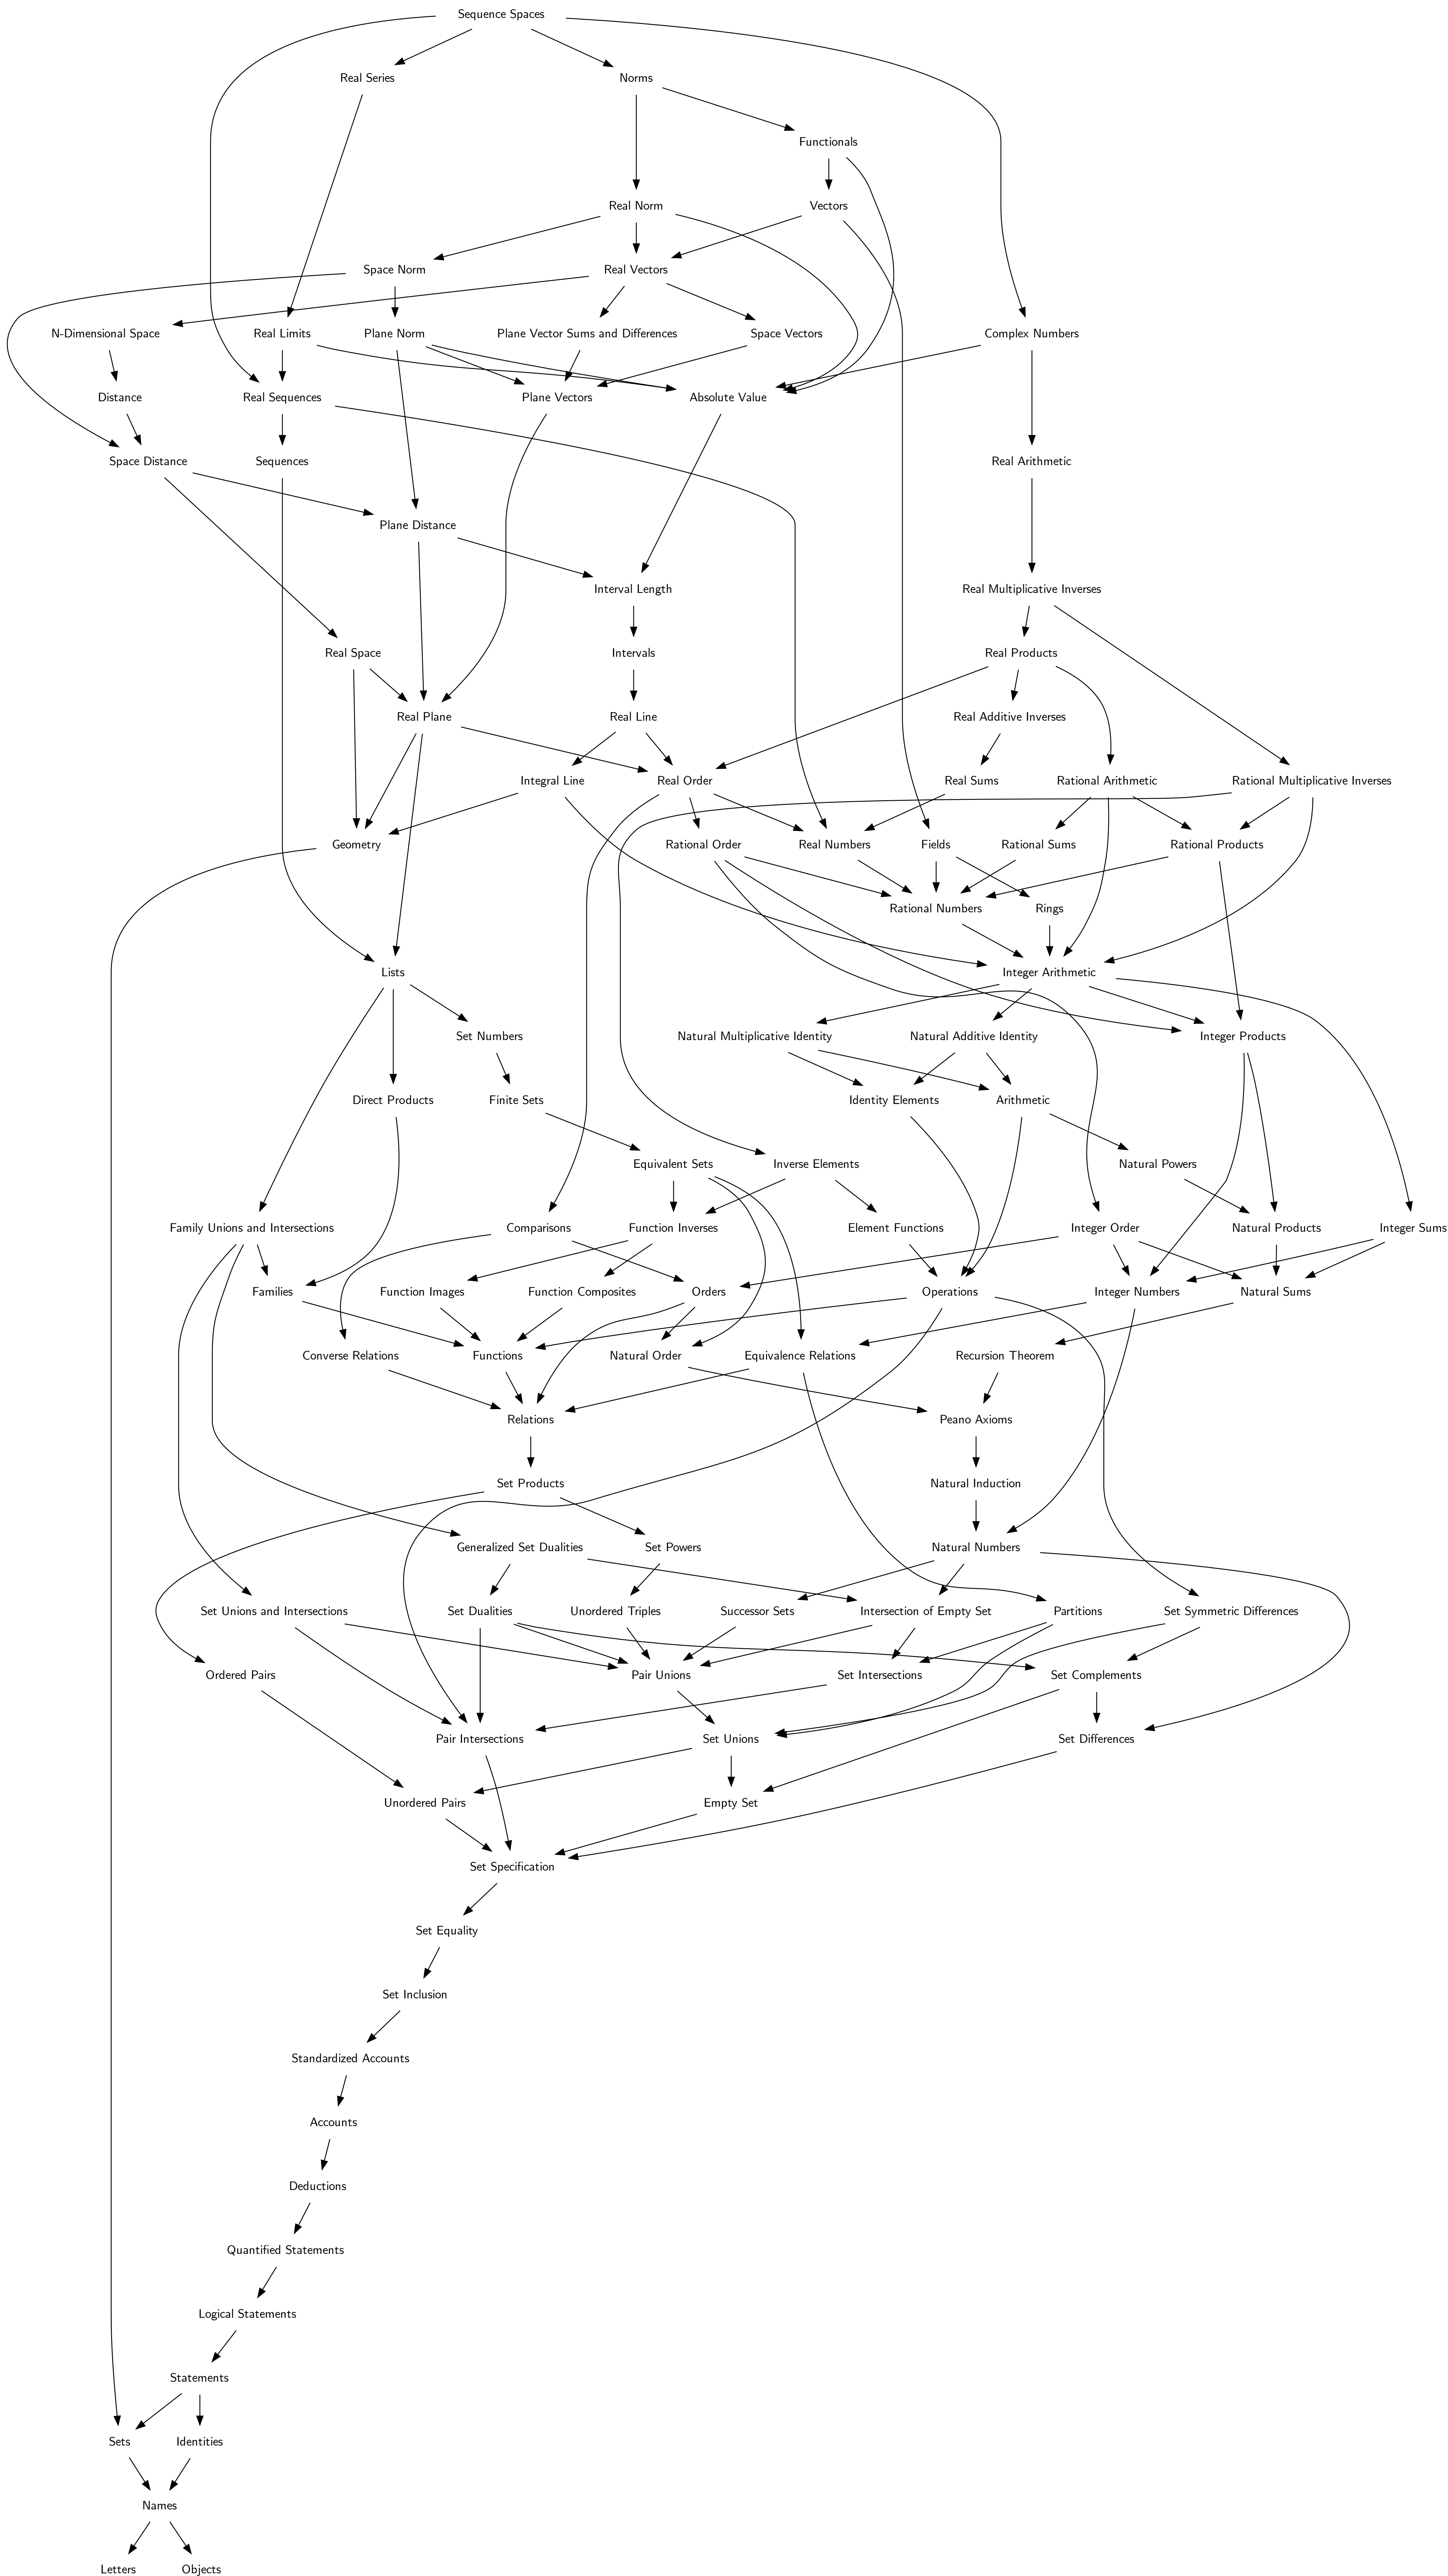 Sequence Spaces
Real Series
Norms
Functionals
Real Norm
Vectors
Space Norm
Real Vectors
N-Dimensional Space
Real Limits
Plane Norm
Plane Vector Sums and Differences
Space Vectors
Complex Numbers
Distance
Real Sequences
Plane Vectors
Absolute Value
Space Distance
Sequences
Real Arithmetic
Plane Distance
Interval Length
Real Multiplicative Inverses
Real Space
Intervals
Real Products
Real Plane
Real Line
Real Additive Inverses
Integral Line
Real Order
Real Sums
Rational Arithmetic
Rational Multiplicative Inverses
Geometry
Rational Order
Real Numbers
Fields
Rational Sums
Rational Products
Rational Numbers
Rings
Lists
Integer Arithmetic
Set Numbers
Natural Multiplicative Identity
Natural Additive Identity
Integer Products
Direct Products
Finite Sets
Identity Elements
Arithmetic
Equivalent Sets
Inverse Elements
Natural Powers
Family Unions and Intersections
Comparisons
Function Inverses
Element Functions
Integer Order
Natural Products
Integer Sums
Families
Function Images
Function Composites
Orders
Operations
Integer Numbers
Natural Sums
Converse Relations
Functions
Natural Order
Equivalence Relations
Recursion Theorem
Relations
Peano Axioms
Set Products
Natural Induction
Generalized Set Dualities
Set Powers
Natural Numbers
Set Unions and Intersections
Set Dualities
Unordered Triples
Successor Sets
Intersection of Empty Set
Partitions
Set Symmetric Differences
Ordered Pairs
Pair Unions
Set Intersections
Set Complements
Pair Intersections
Set Unions
Set Differences
Unordered Pairs
Empty Set
Set Specification
Set Equality
Set Inclusion
Standardized Accounts
Accounts
Deductions
Quantified Statements
Logical Statements
Statements
Sets
Identities
Names
Letters
Objects